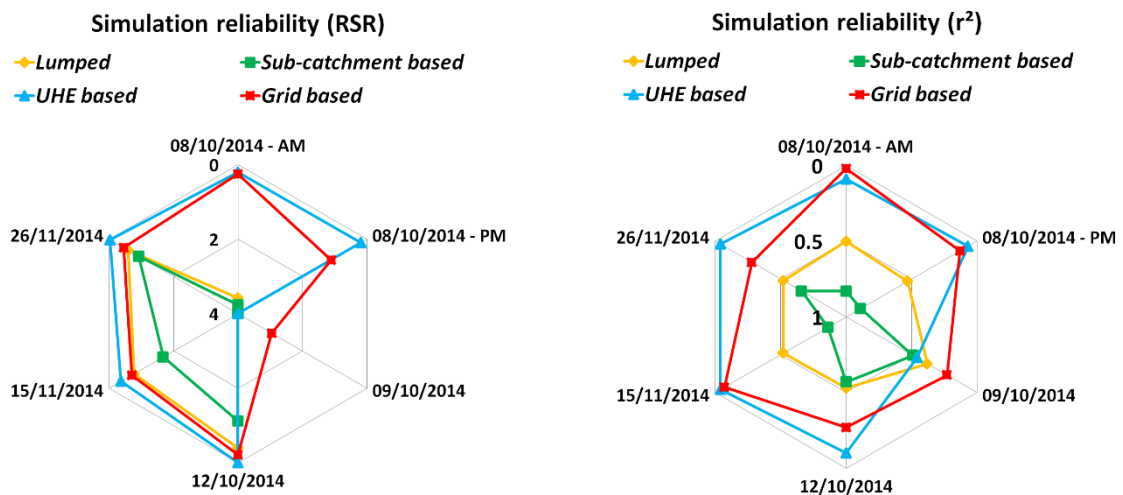 Simulation reliability (RSR)
Lumped
Sub-catchment based
UHE based
Grid based
08/10/2014 - AM
0
26/11/2014
08/10/2014 - PM
2
4
15/11/2014
09/10/2014
12/10/2014
Simulation reliability (r²)
Lumped
Sub-catchment based
UHE based
Grid based
08/10/2014 - AM
0
26/11/2014
08/10/2014 - PM
0.5
1
15/11/2014
09/10/2014
12/10/2014